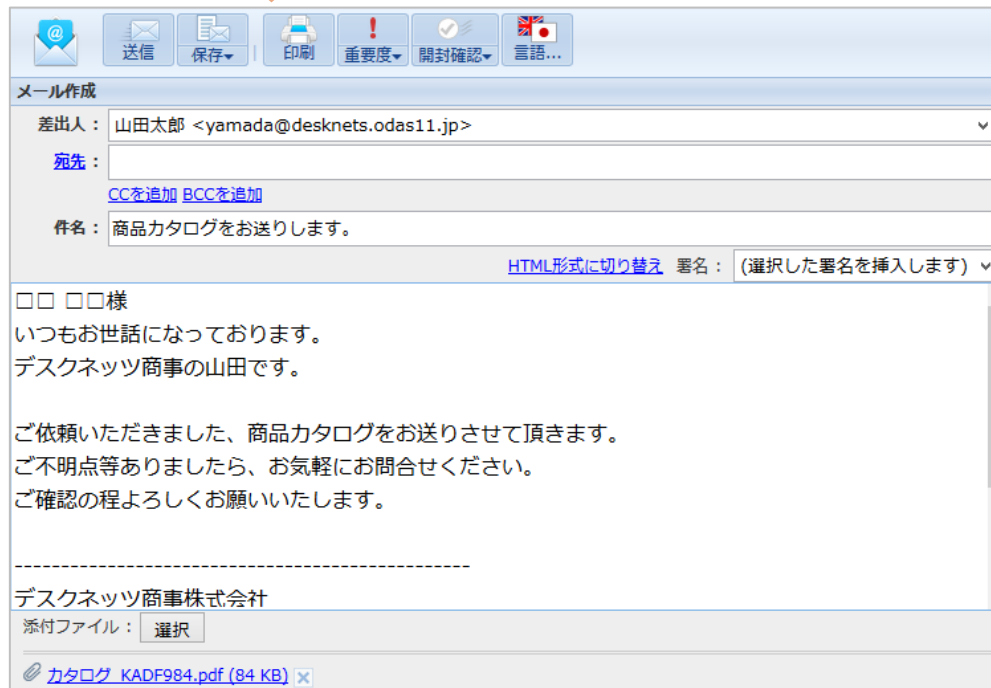 送信
保存
印刷
重要度
開封確認
言語...
メール作成
差出人： 山田太郎 <yamada@desknets.odas11.jp>
宛先：
CCを追加 BCCを追加
件名： 商品カタログをお送りします。
HTML形式に切り替え 署名： (選択した署名を挿入します)
□□ □□様
いつもお世話になっております。
デスクネッツ商事の山田です。
ご依頼いただきました、商品カタログをお送りさせて頂きます。
ご不明点等ありましたら、お気軽にお問合せください。
ご確認の程よろしくお願いいたします。
-------------------------------------------------
デスクネッツ商事株式会社
添付ファイル： 選択
カタログ_KADF984.pdf (84 KB)